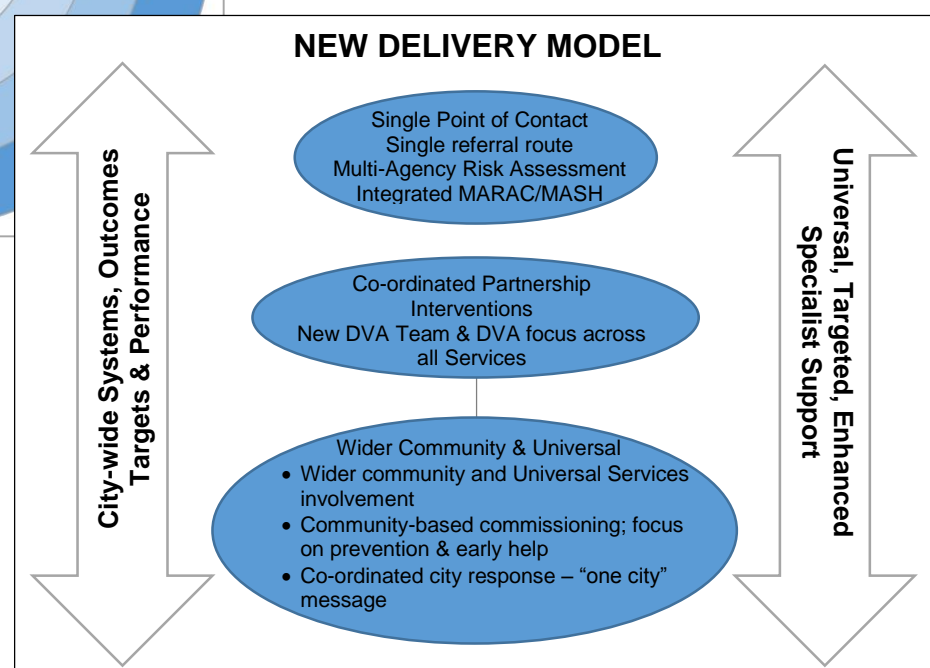 NEW DELIVERY MODEL
City-wide Systems, Outcomes
Targets & Performance
Single Point of Contact
Single referral route
Multi-Agency Risk Assessment
Integrated MARAC/MASH
Co-ordinated Partnership
Interventions
New DVA Team & DVA focus across
all Services
Wider Community & Universal
• Wider community and Universal Services
involvement
• Community-based commissioning; focus
on prevention & early help
• Co-ordinated city response – “one city”
message
Universal, Targeted, Enhanced
Specialist Support